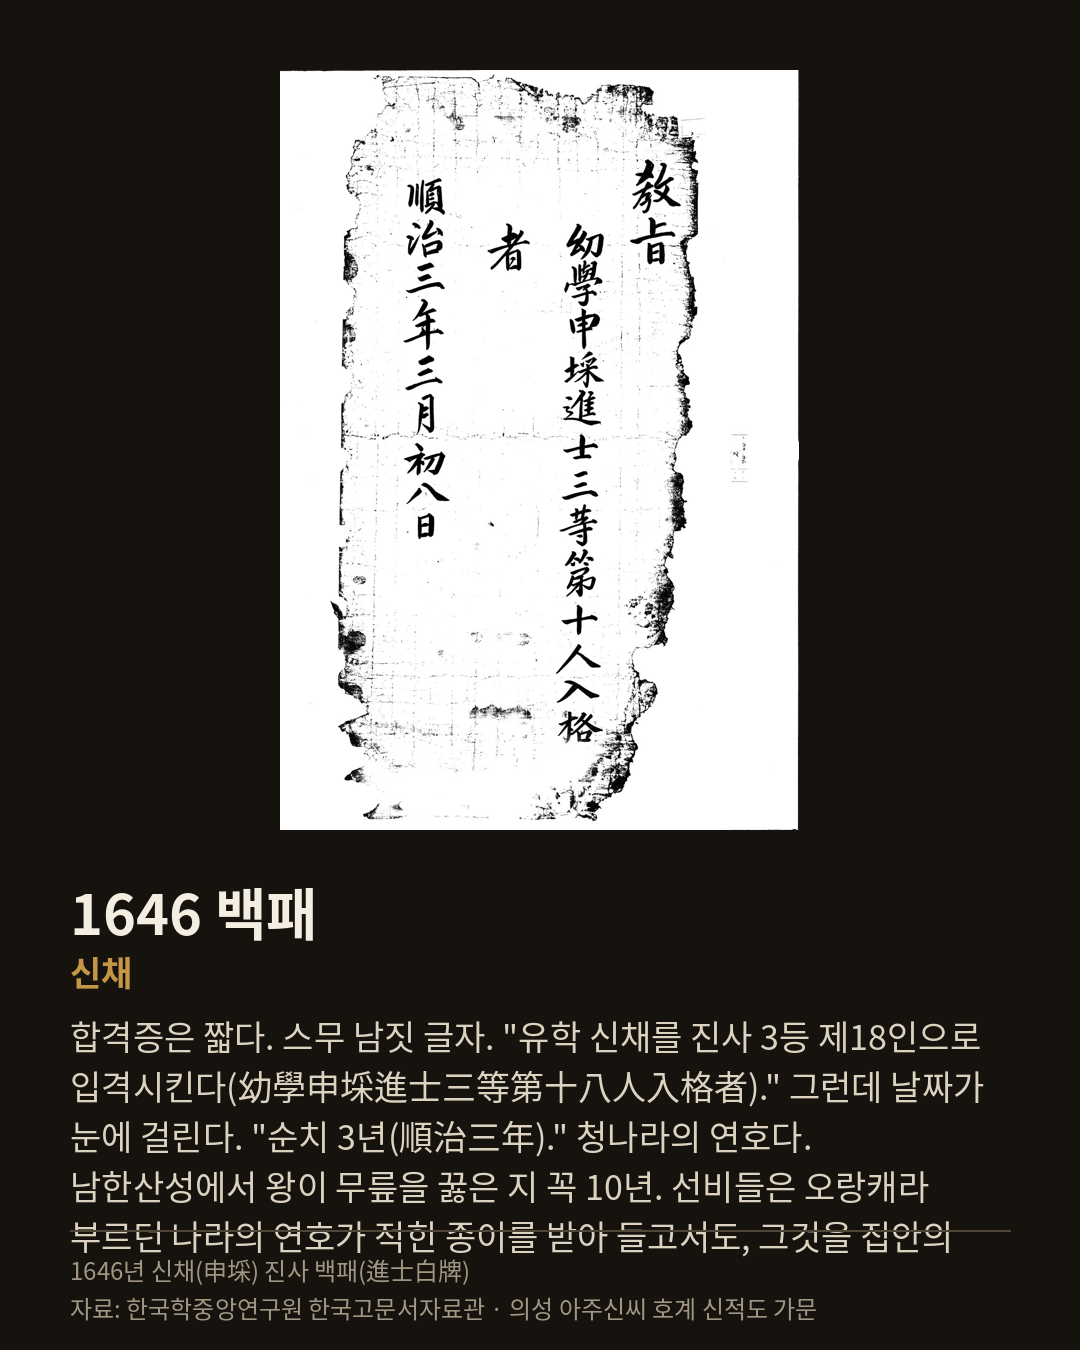 教旨
幼學申埰進士三等第十人入格
者
順治三年三月初八日
1646 백패
신채
합격증은 짧다. 스무 남짓 글자. "유학 신채를 진사 3등 제18인으로
입격시킨다(幼學申埰進士三等第十八人入格者)." 그런데 날짜가
눈에 걸린다. "순치 3년(順治三年)." 청나라의 연호다.
남한산성에서 왕이 무릎을 꿇은 지 꼭 10년. 선비들은 오랑캐라
부르던 나라의 연호가 적힌 종이를 받아 들고서도, 그것을 집안의
1646년 신채(申埰) 진사 백패(進士白牌)
자료: 한국학중앙연구원 한국고문서자료관 · 의성 아주신씨 호계 신적도 가문